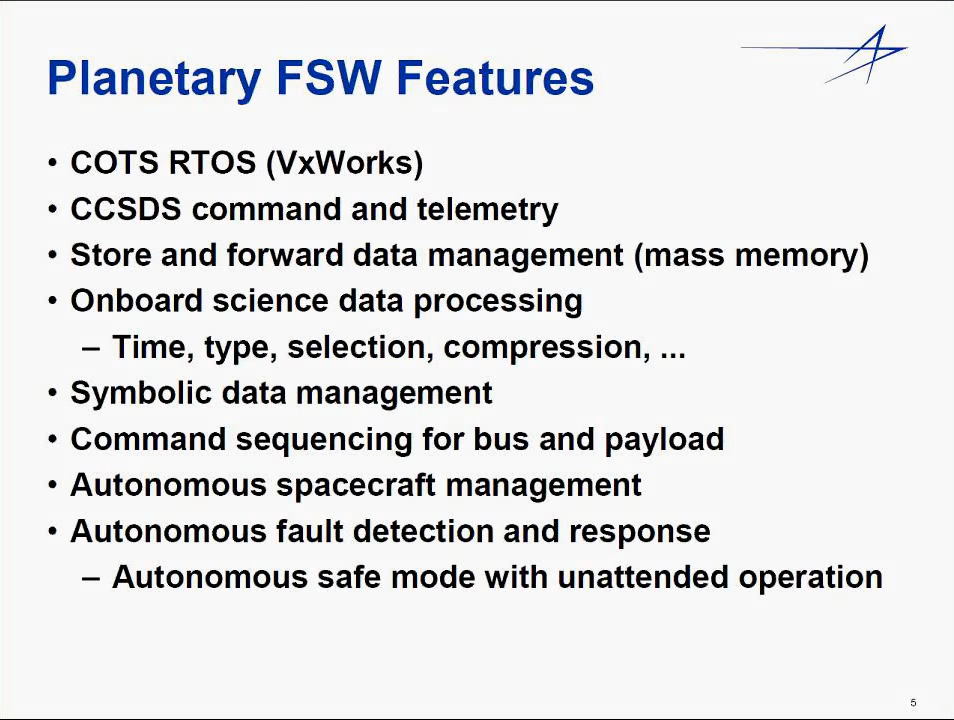 Planetary FSW Features
• COTS RTOS (VxWorks)
• CCSDS command and telemetry
• Store and forward data management (mass memory)
• Onboard science data processing
– Time, type, selection, compression, ...
• Symbolic data management
• Command sequencing for bus and payload
• Autonomous spacecraft management
• Autonomous fault detection and response
– Autonomous safe mode with unattended operation
5